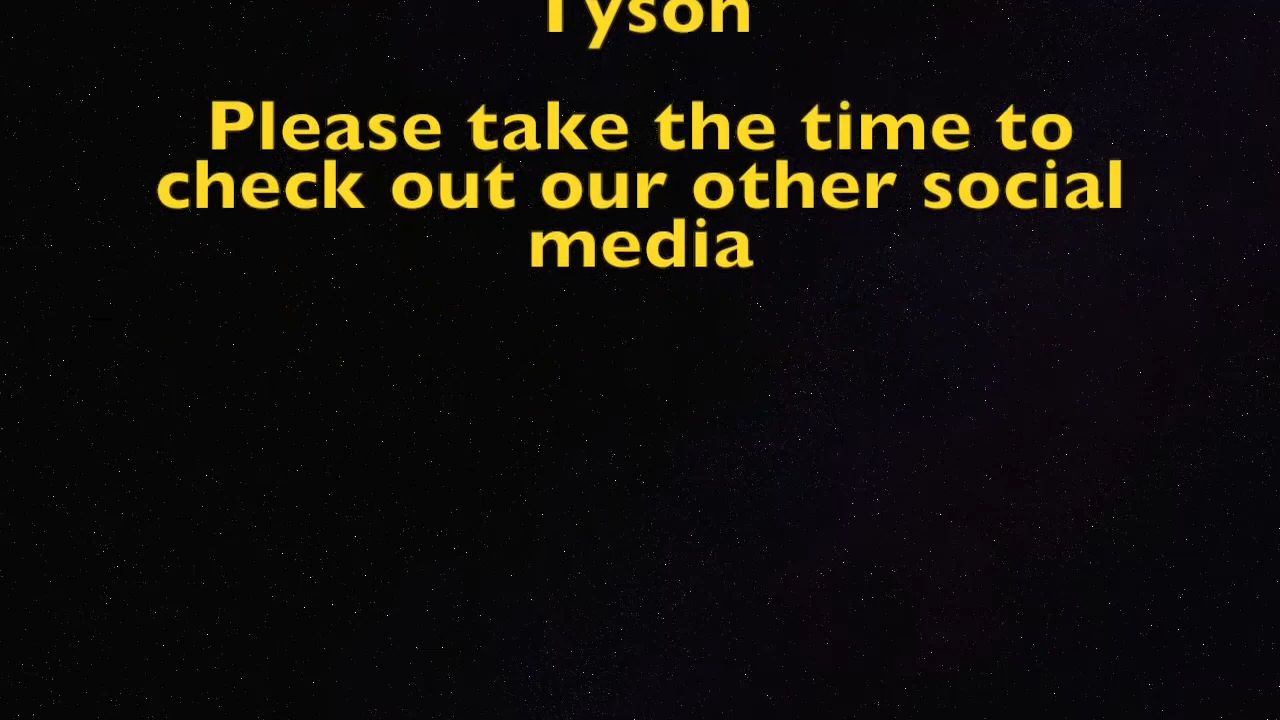 Tyson
Please take the time to
check out our other social
media